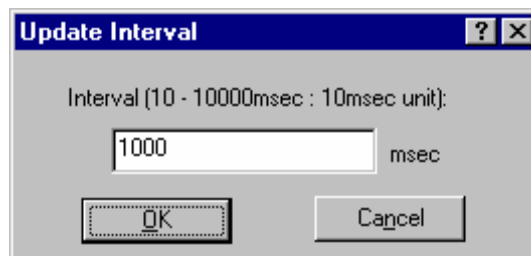 Update Interval ? X
Interval (10 - 10000msec : 10msec unit):
1000 msec
OK Cancel